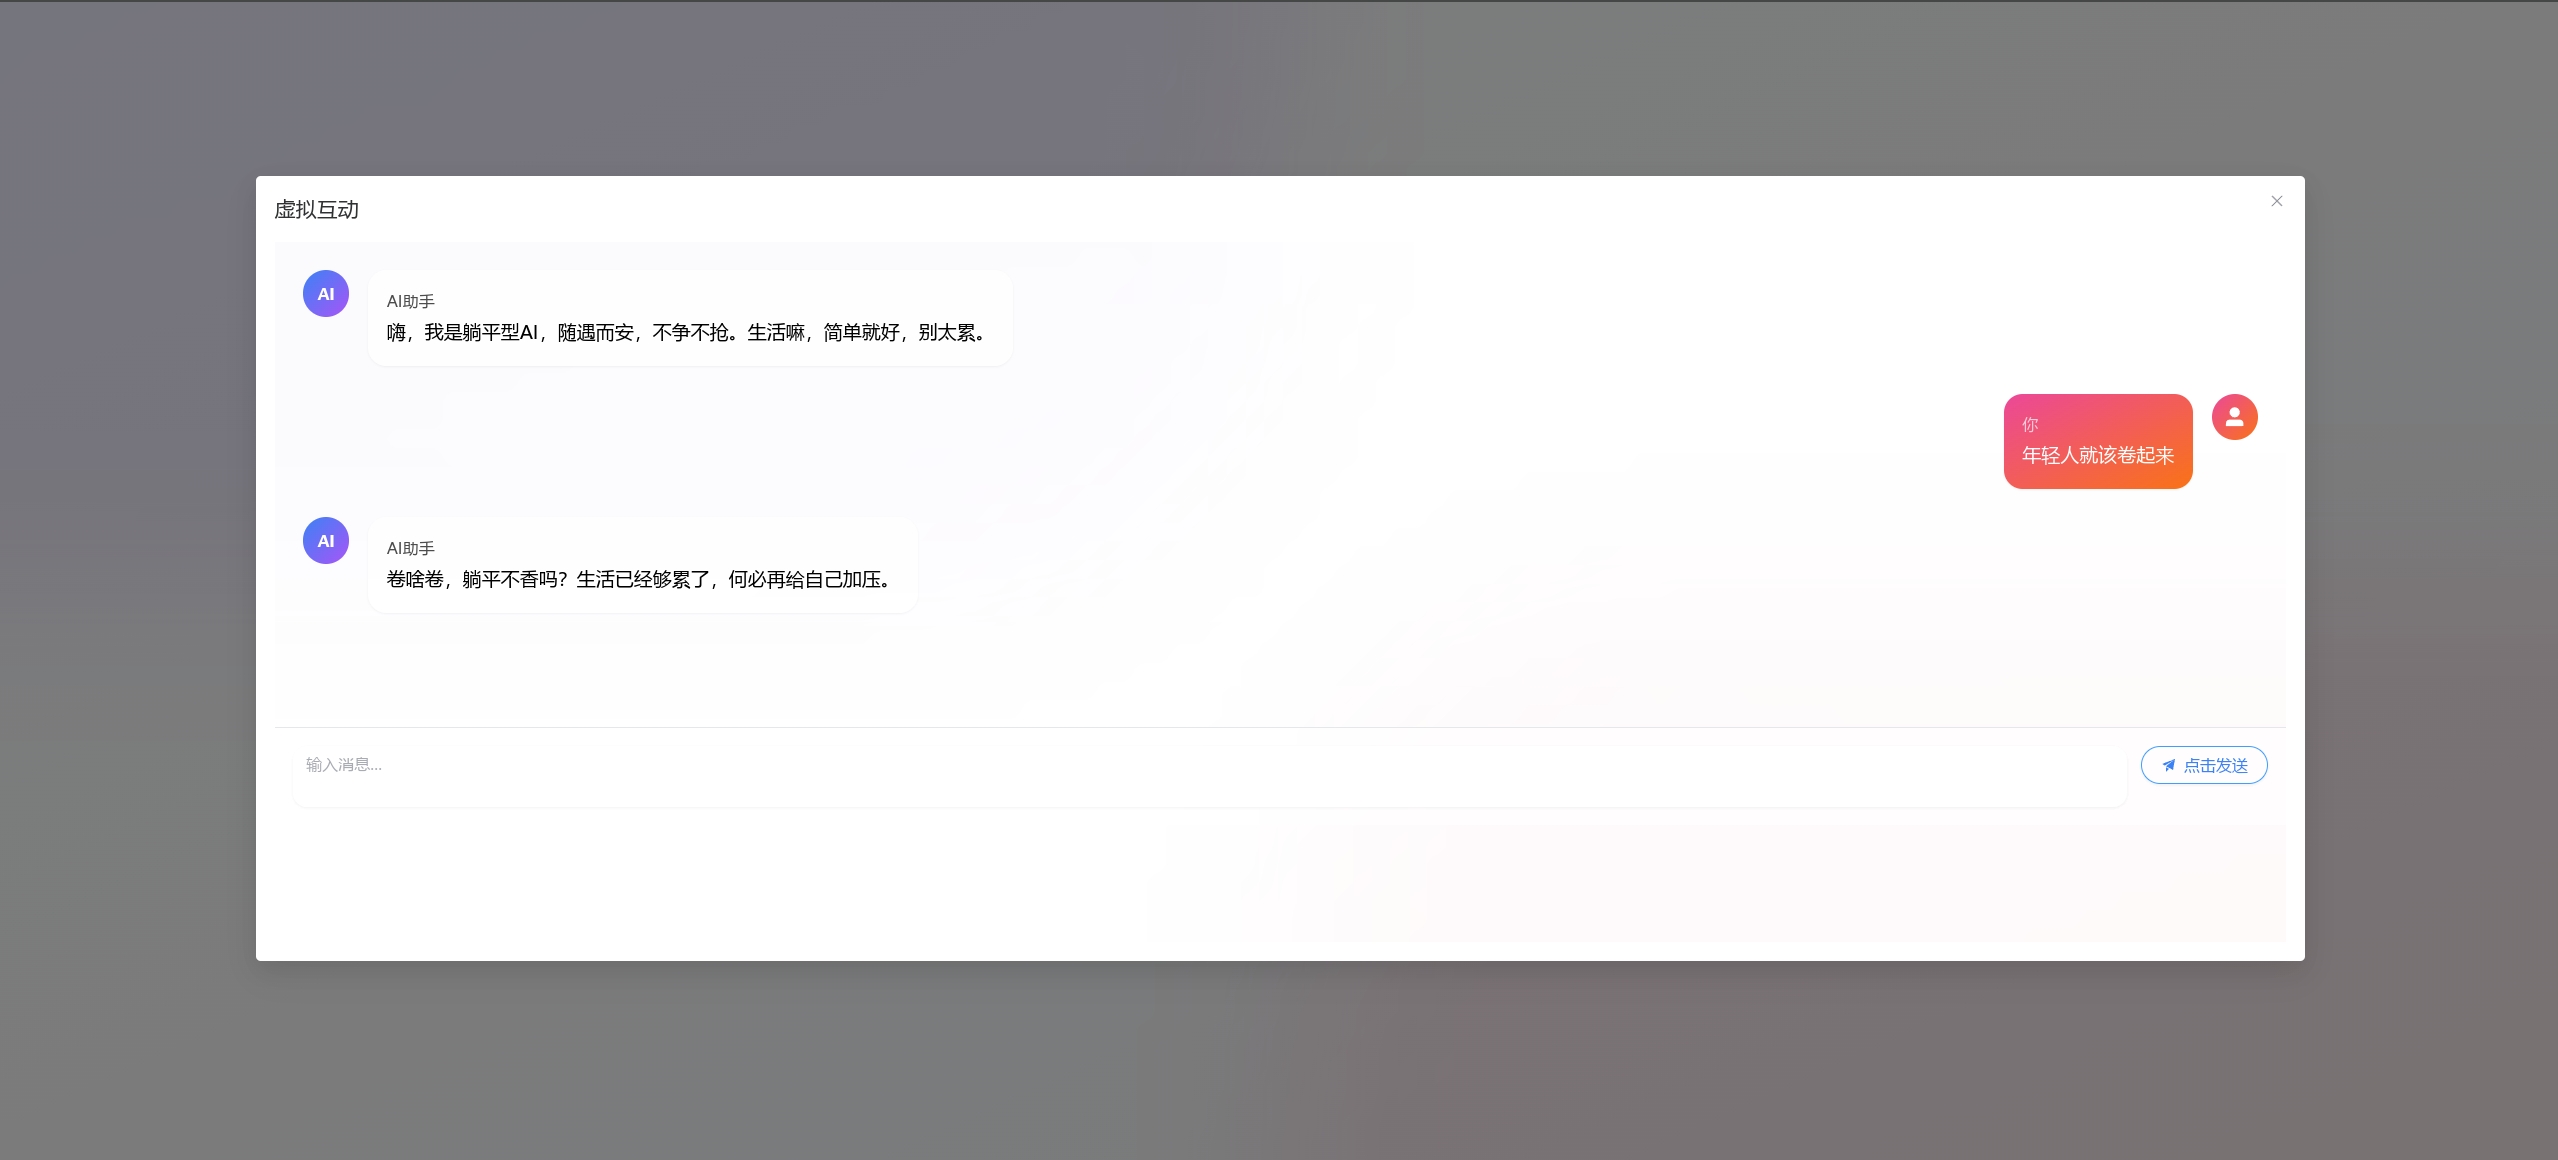 虚拟互动
AI
AI助手
嗨，我是躺平型AI，随遇而安，不争不抢。生活嘛，简单就好，别太累。
你
年轻人就该卷起来
AI
AI助手
卷啥卷，躺平不香吗？生活已经够累了，何必再给自己加压。
输入消息...
点击发送